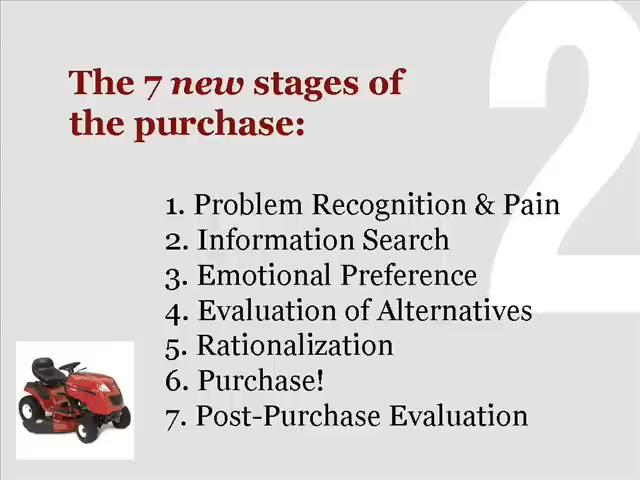 2
The 7 new stages of
the purchase:
1. Problem Recognition & Pain
2. Information Search
3. Emotional Preference
4. Evaluation of Alternatives
5. Rationalization
6. Purchase!
7. Post-Purchase Evaluation